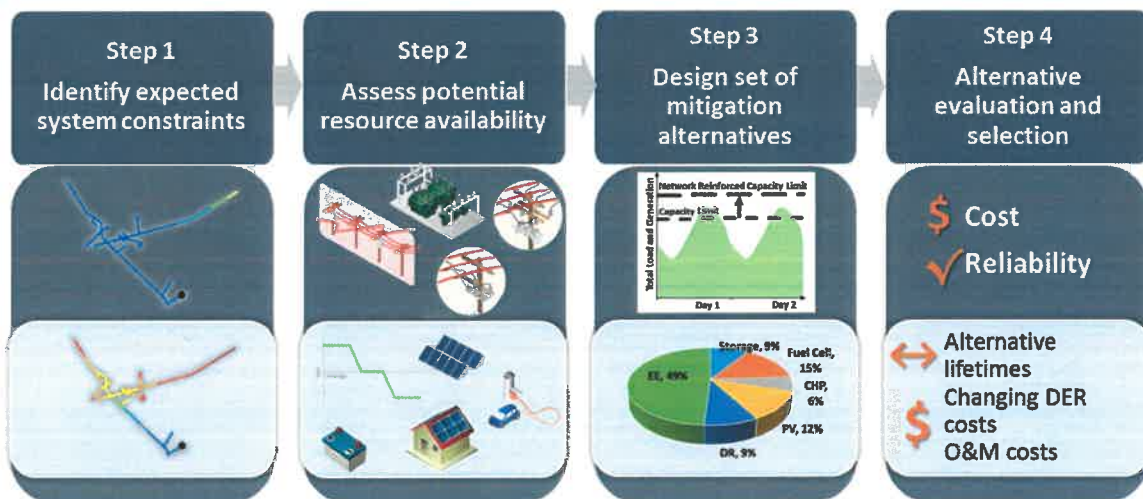 Step 1
Identify expected
system constraints
Step 2
Assess potential
resource availability
Step 3
Design set of
mitigation
alternatives
Step 4
Alternative
evaluation and
selection
Network Reinforced Capacity Limit
Capacity Limit
Total Load and Generation
Day 1
Day 2
$ Cost
Reliability
Storage, 9%
Fuel Cell,
15%
EE, 49%
CHP,
6%
PV, 12%
DR, 9%
Alternative
lifetimes
$ Changing DER
costs
O&M costs